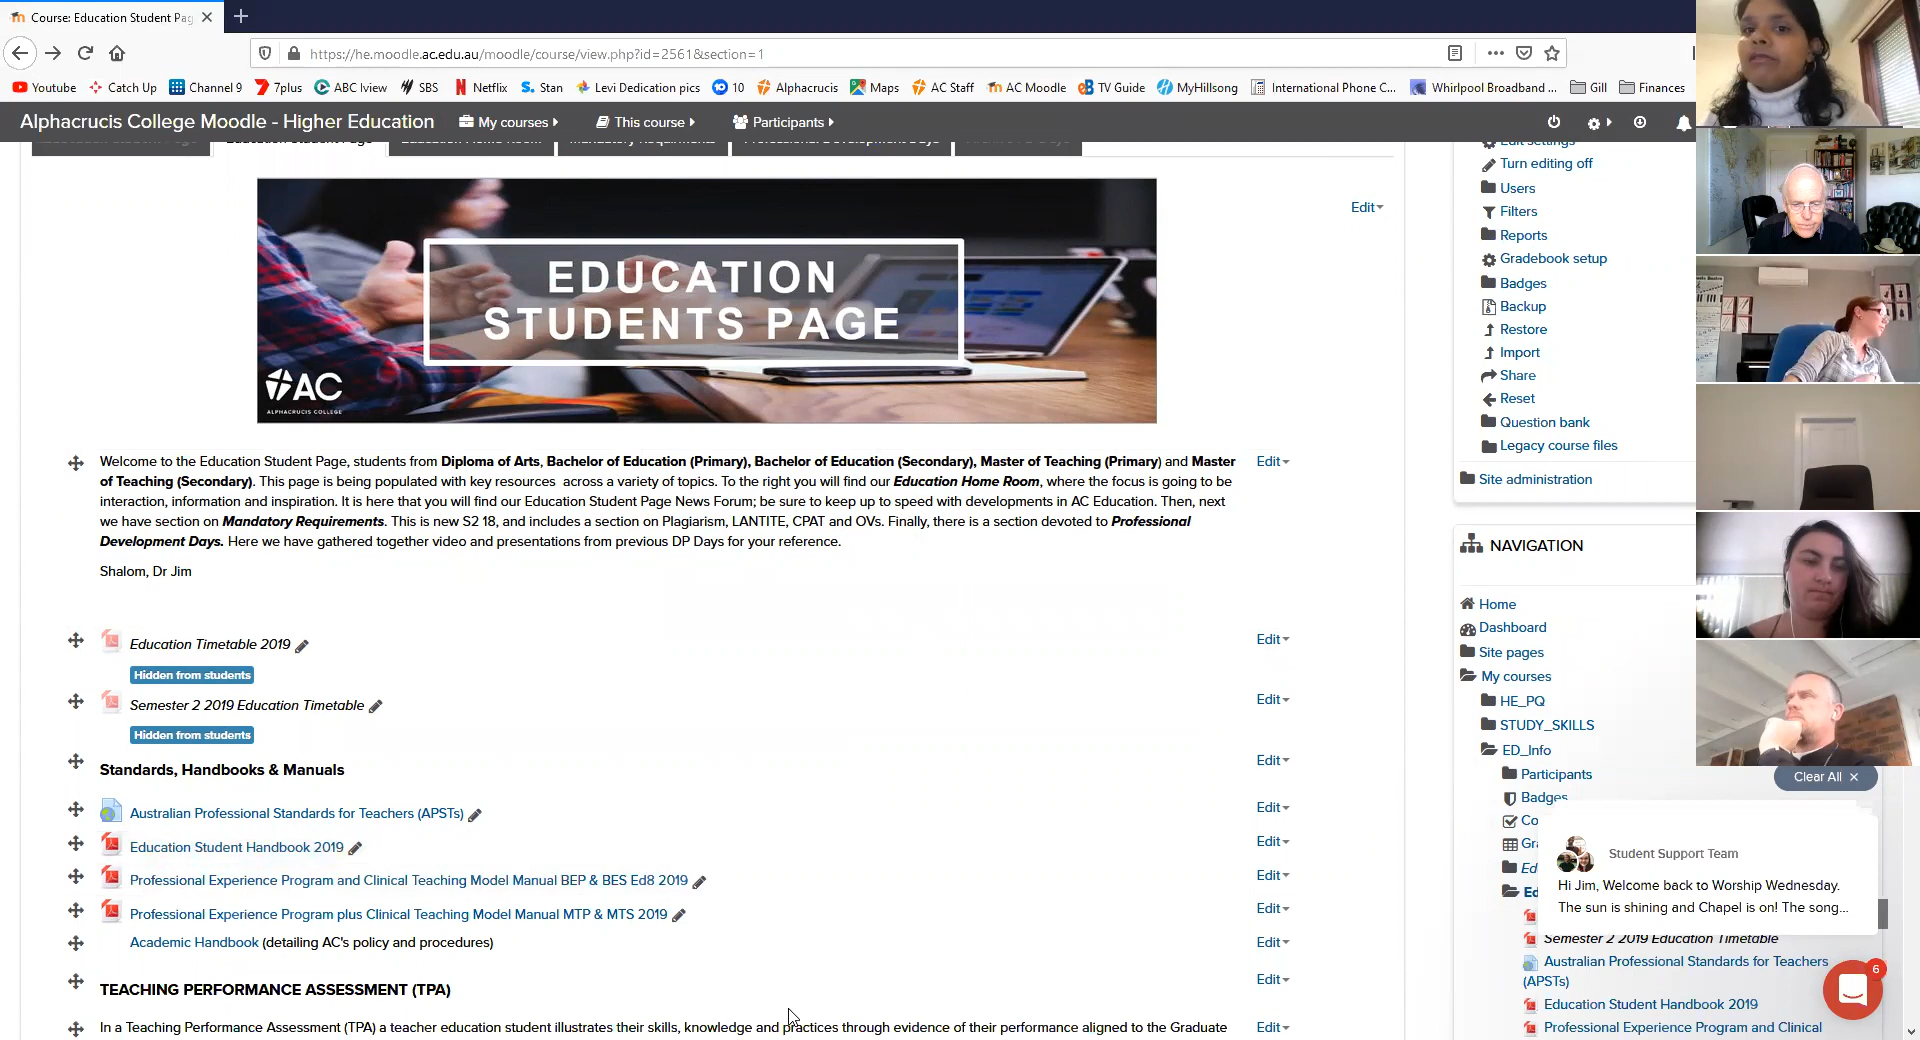 Course: Education Student Pag
https://he.moodle.ac.edu.au/moodle/course/view.php?id=2561&section=1
Youtube Catch Up Channel 9 7plus ABC Iview SBS Netflix Stan Levi Dedication pics 10 Alphacrucis Maps AC Staff AC Moodle TV Guide MyHillsong International Phone C... Whirlpool Broadband ... Gill Finances
Alphacrucis College Moodle - Higher Education My courses This course Participants
Edit
EDUCATION
STUDENTS PAGE
AC
ALPHACRUCIS COLLEGE
Welcome to the Education Student Page, students from Diploma of Arts, Bachelor of Education (Primary), Bachelor of Education (Secondary), Master of Teaching (Primary) and Master Edit
of Teaching (Secondary). This page is being populated with key resources across a variety of topics. To the right you will find our Education Home Room, where the focus is going to be
interaction, information and inspiration. It is here that you will find our Education Student Page News Forum; be sure to keep up to speed with developments in AC Education. Then, next
we have section on Mandatory Requirements. This is new S2 18, and includes a section on Plagiarism, LANTITE, CPAT and OVs. Finally, there is a section devoted to Professional
Development Days. Here we have gathered together video and presentations from previous DP Days for your reference.
Shalom, Dr Jim
Education Timetable 2019 Edit
Hidden from students
Semester 2 2019 Education Timetable Edit
Hidden from students
Standards, Handbooks & Manuals Edit
Australian Professional Standards for Teachers (APSTs) Edit
Education Student Handbook 2019 Edit
Professional Experience Program and Clinical Teaching Model Manual BEP & BES Ed8 2019 Edit
Professional Experience Program plus Clinical Teaching Model Manual MTP & MTS 2019 Edit
Academic Handbook (detailing AC's policy and procedures) Edit
TEACHING PERFORMANCE ASSESSMENT (TPA) Edit
In a Teaching Performance Assessment (TPA) a teacher education student illustrates their skills, knowledge and practices through evidence of their performance aligned to the Graduate Edit
Edit settings
Turn editing off
Users
Filters
Reports
Gradebook setup
Badges
Backup
Restore
Import
Share
Reset
Question bank
Legacy course files
Site administration
NAVIGATION
Home
Dashboard
Site pages
My courses
HE_PQ
STUDY_SKILLS
ED_Info
Participants
Badges
Co
Gra
Ed
Ed
Clear All
Student Support Team
Hi Jim, Welcome back to Worship Wednesday.
The sun is shining and Chapel is on! The song...
Semester 2 2019 Education Timetable
Australian Professional Standards for Teachers
(APSTs)
6
Education Student Handbook 2019
Professional Experience Program and Clinical